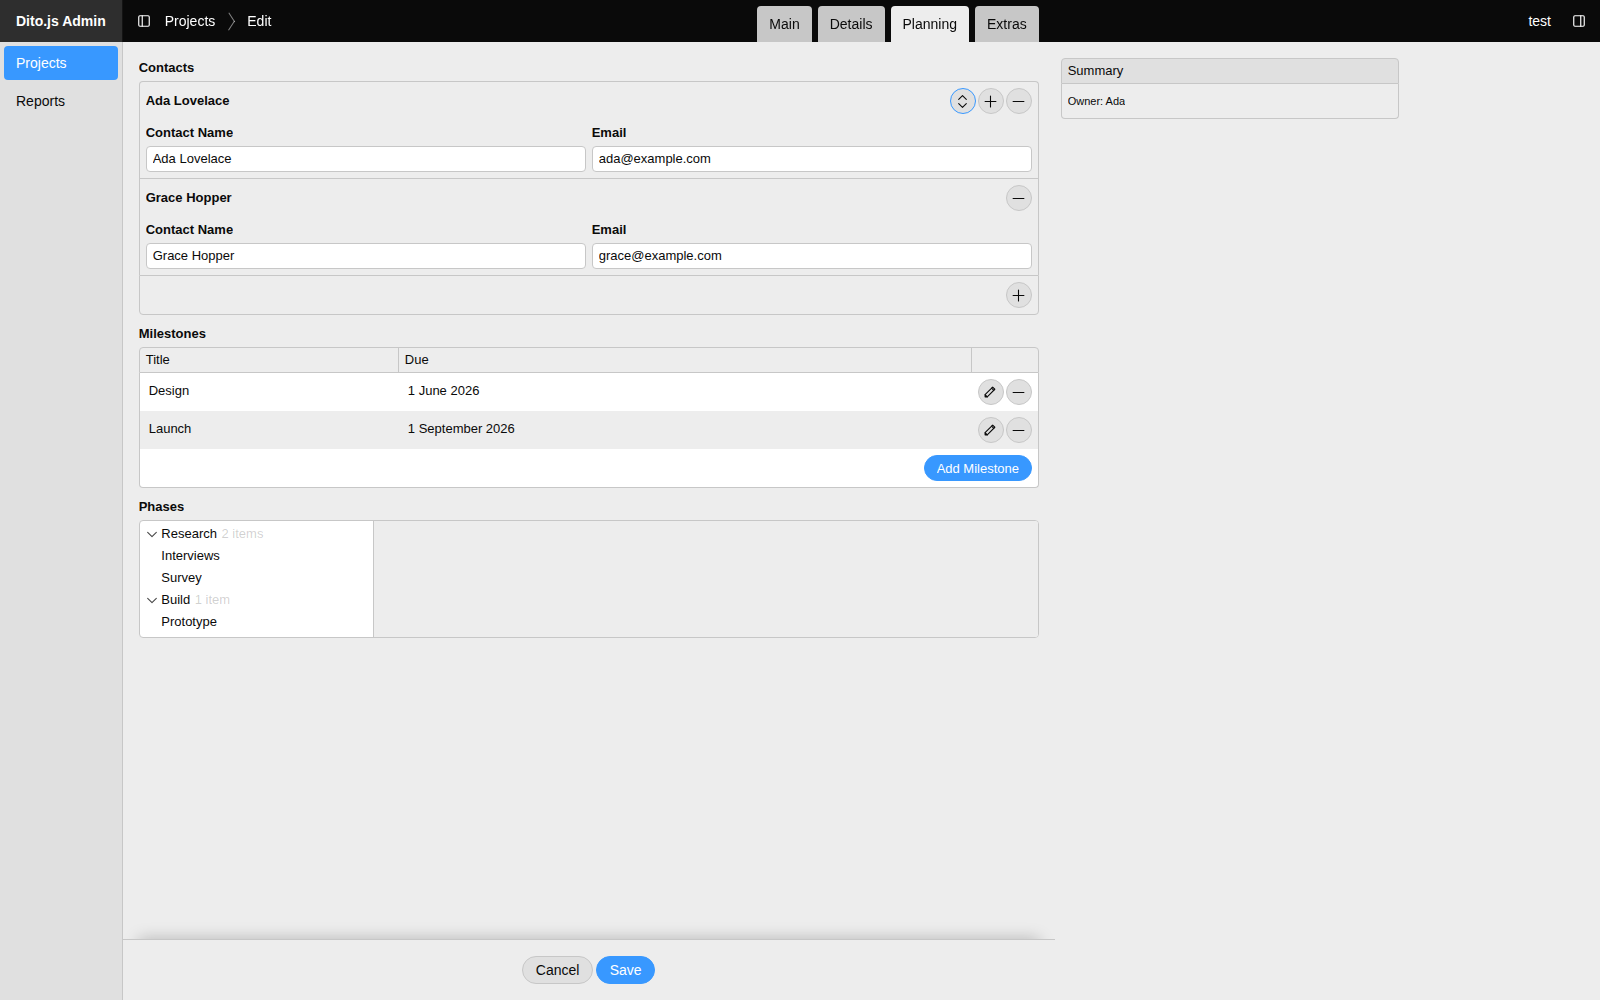 Dito.js Admin
Projects
Edit
Main
Details
Planning
Extras
test
Projects
Reports
Contacts
Ada Lovelace
Contact Name
Email
Ada Lovelace
ada@example.com
Grace Hopper
Contact Name
Email
Grace Hopper
grace@example.com
Milestones
Title
Due
Design
1 June 2026
Launch
1 September 2026
Add Milestone
Phases
Research 2 items
Interviews
Survey
Build 1 item
Prototype
Summary
Owner: Ada
Cancel
Save